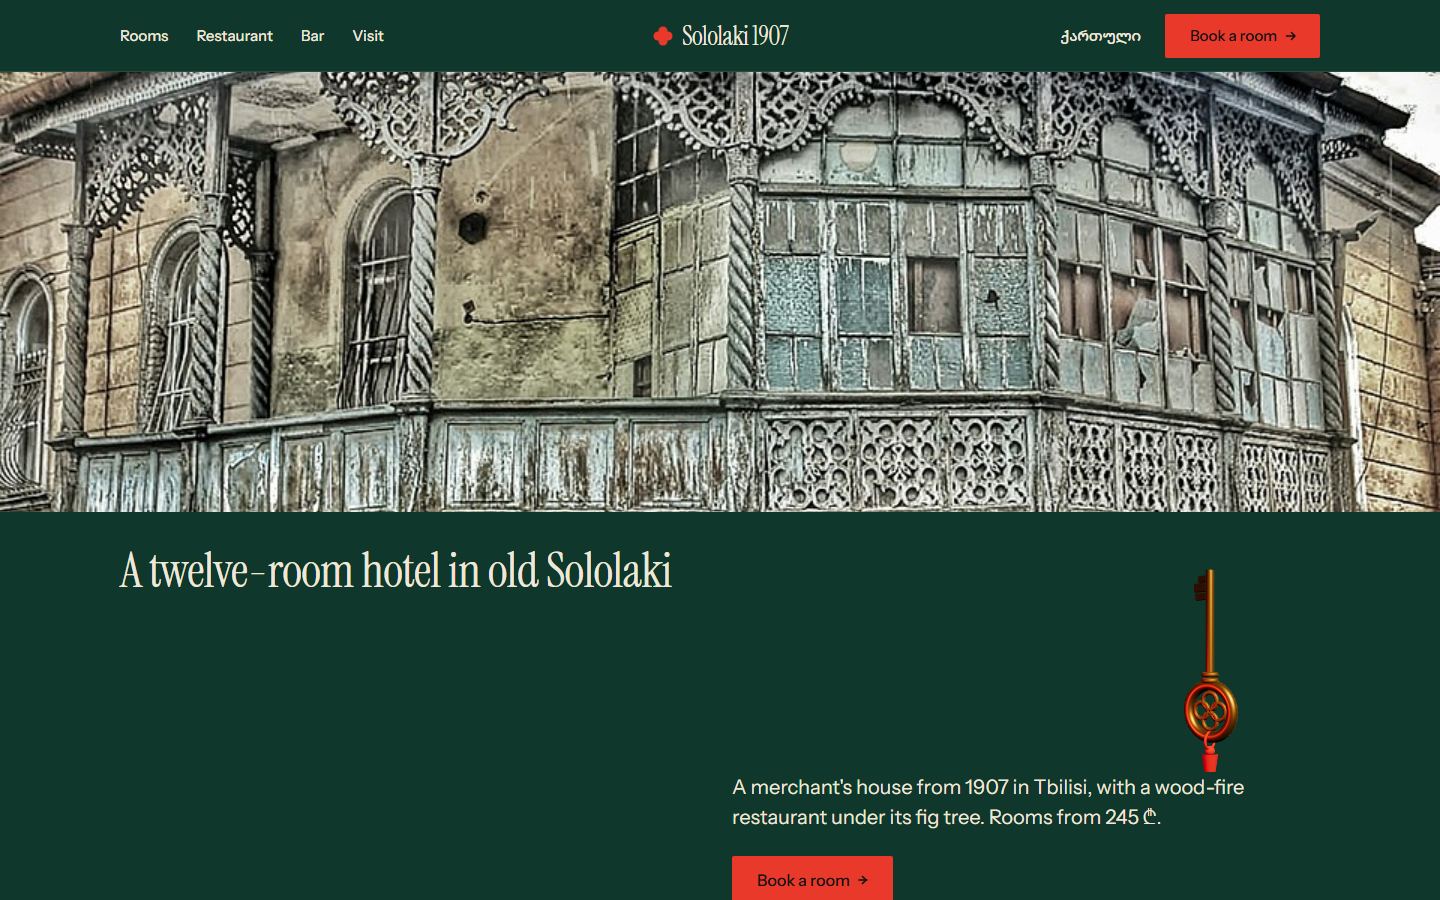 Rooms Restaurant Bar Visit Sololaki 1907 ქართული Book a room →
A twelve-room hotel in old Sololaki
A merchant's house from 1907 in Tbilisi, with a wood-fire
restaurant under its fig tree. Rooms from 245 ₾.
Book a room →